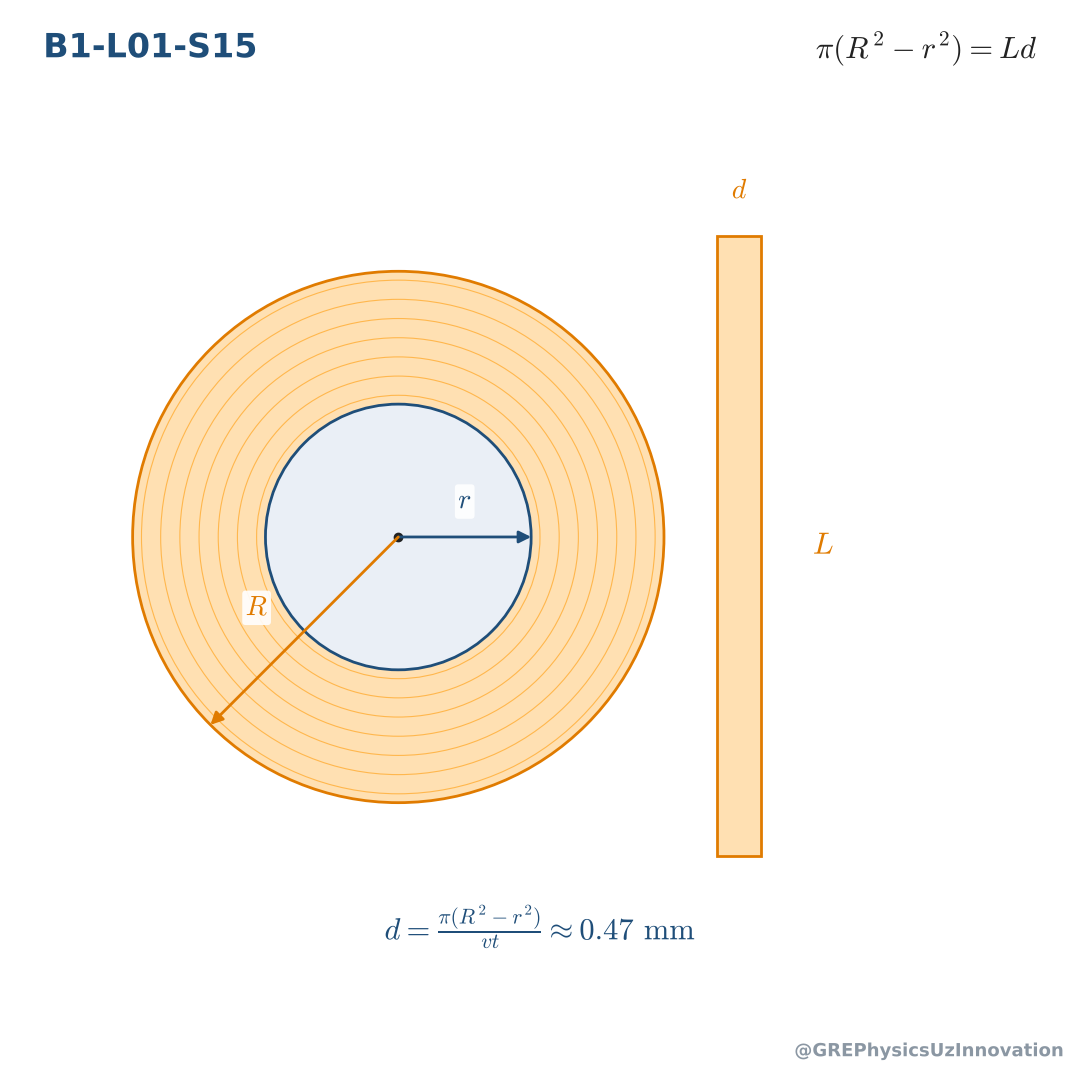 B1-L01-S15
π(R² − r²) = Ld
d
r
L
R
d = π(R² − r²)/vt ≈ 0.47 mm
@GREPhysicsUzInnovation